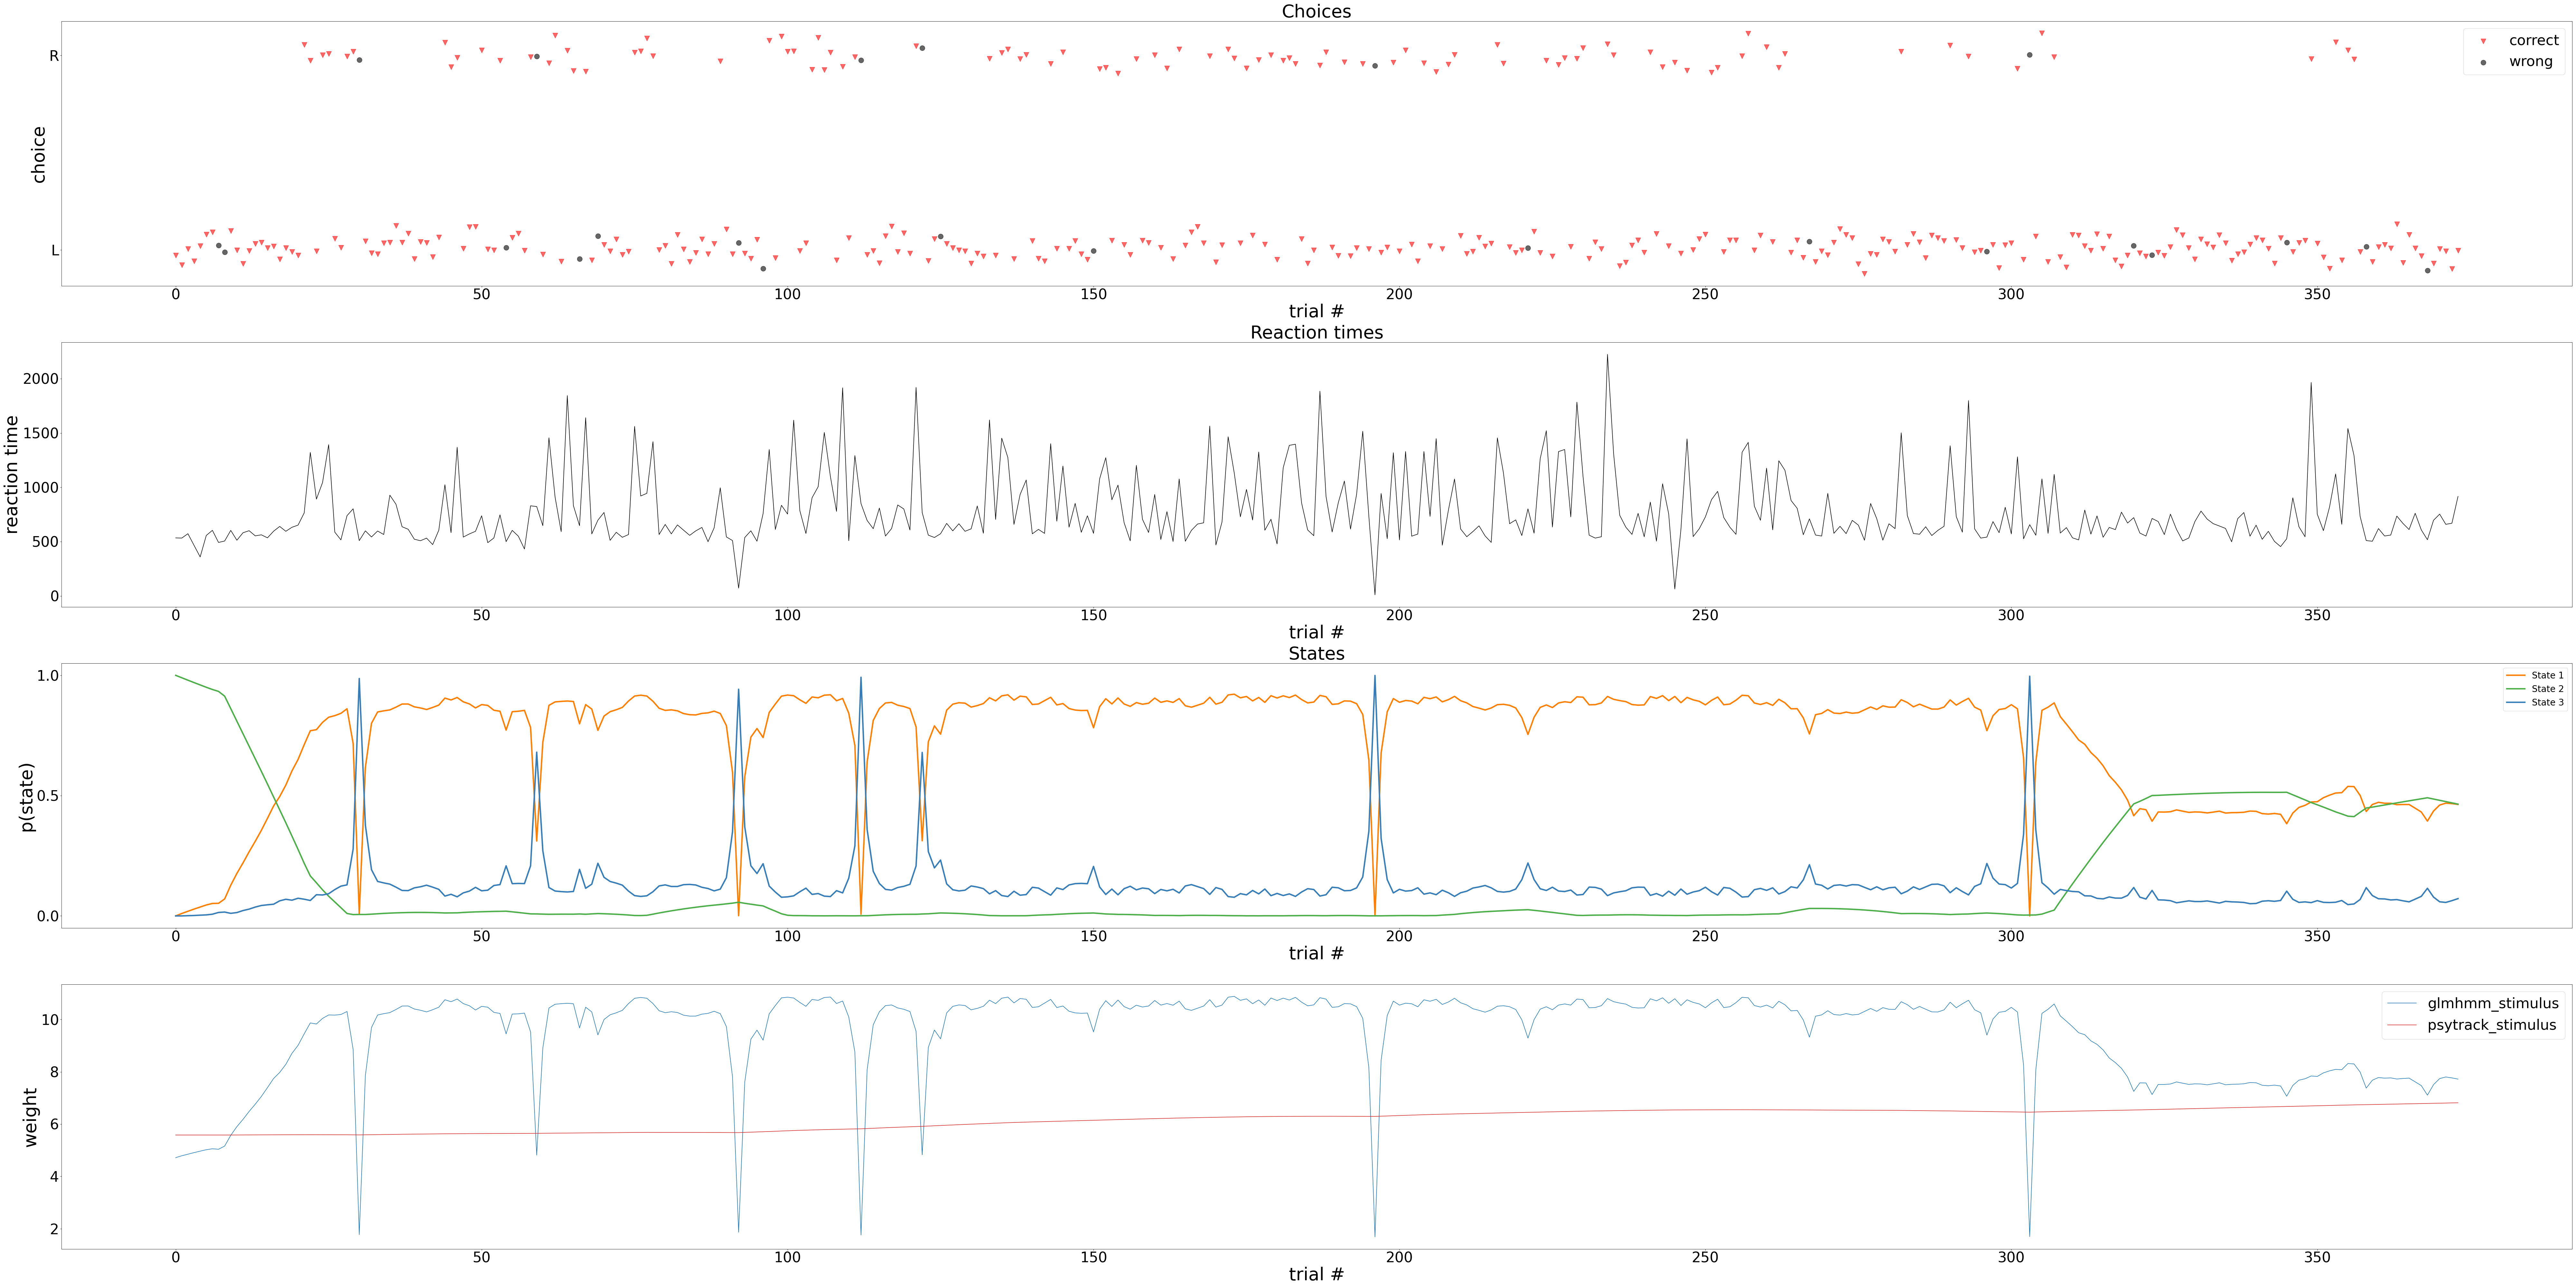 Choices
R
L
choice
correct
wrong
0 50 100 150 200 250 300 350
trial #
Reaction times
2000
1500
1000
500
0
reaction time
0 50 100 150 200 250 300 350
trial #
States
1.0
0.5
0.0
p(state)
State 1
State 2
State 3
0 50 100 150 200 250 300 350
trial #
10
8
6
4
2
weight
glmhmm_stimulus
psytrack_stimulus
0 50 100 150 200 250 300 350
trial #